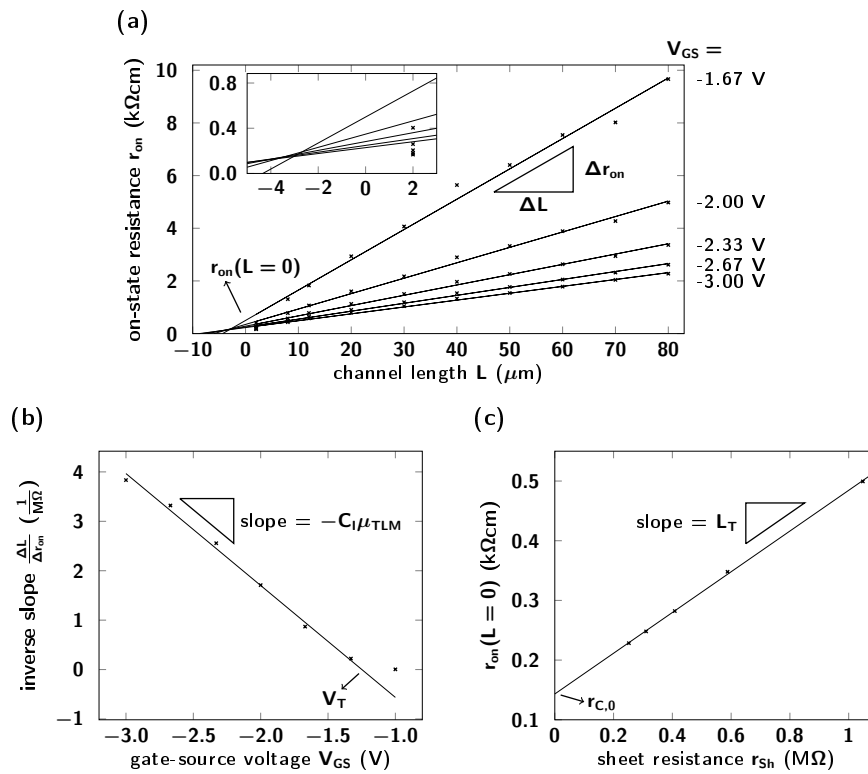 (a)
V_GS =
on-state resistance r_on (kΩcm)
10
8
6
4
2
0
0.8
0.4
0
−4 −2 0 2
-1.67 V
-2.00 V
-2.33 V
-2.67 V
-3.00 V
Δr_on
ΔL
r_on(L = 0)
−10 0 10 20 30 40 50 60 70 80
channel length L (μm)
(b)
inverse slope ΔL/Δr_on (1/MΩ)
4
3
2
1
0
−1
slope = −C_I μ_TLM
V_T
−3.0 −2.5 −2.0 −1.5 −1.0
gate-source voltage V_GS (V)
(c)
r_on(L = 0) (kΩcm)
0.5
0.4
0.3
0.2
0.1
slope = L_T
r_C,0
0 0.2 0.4 0.6 0.8 1
sheet resistance r_Sh (MΩ)